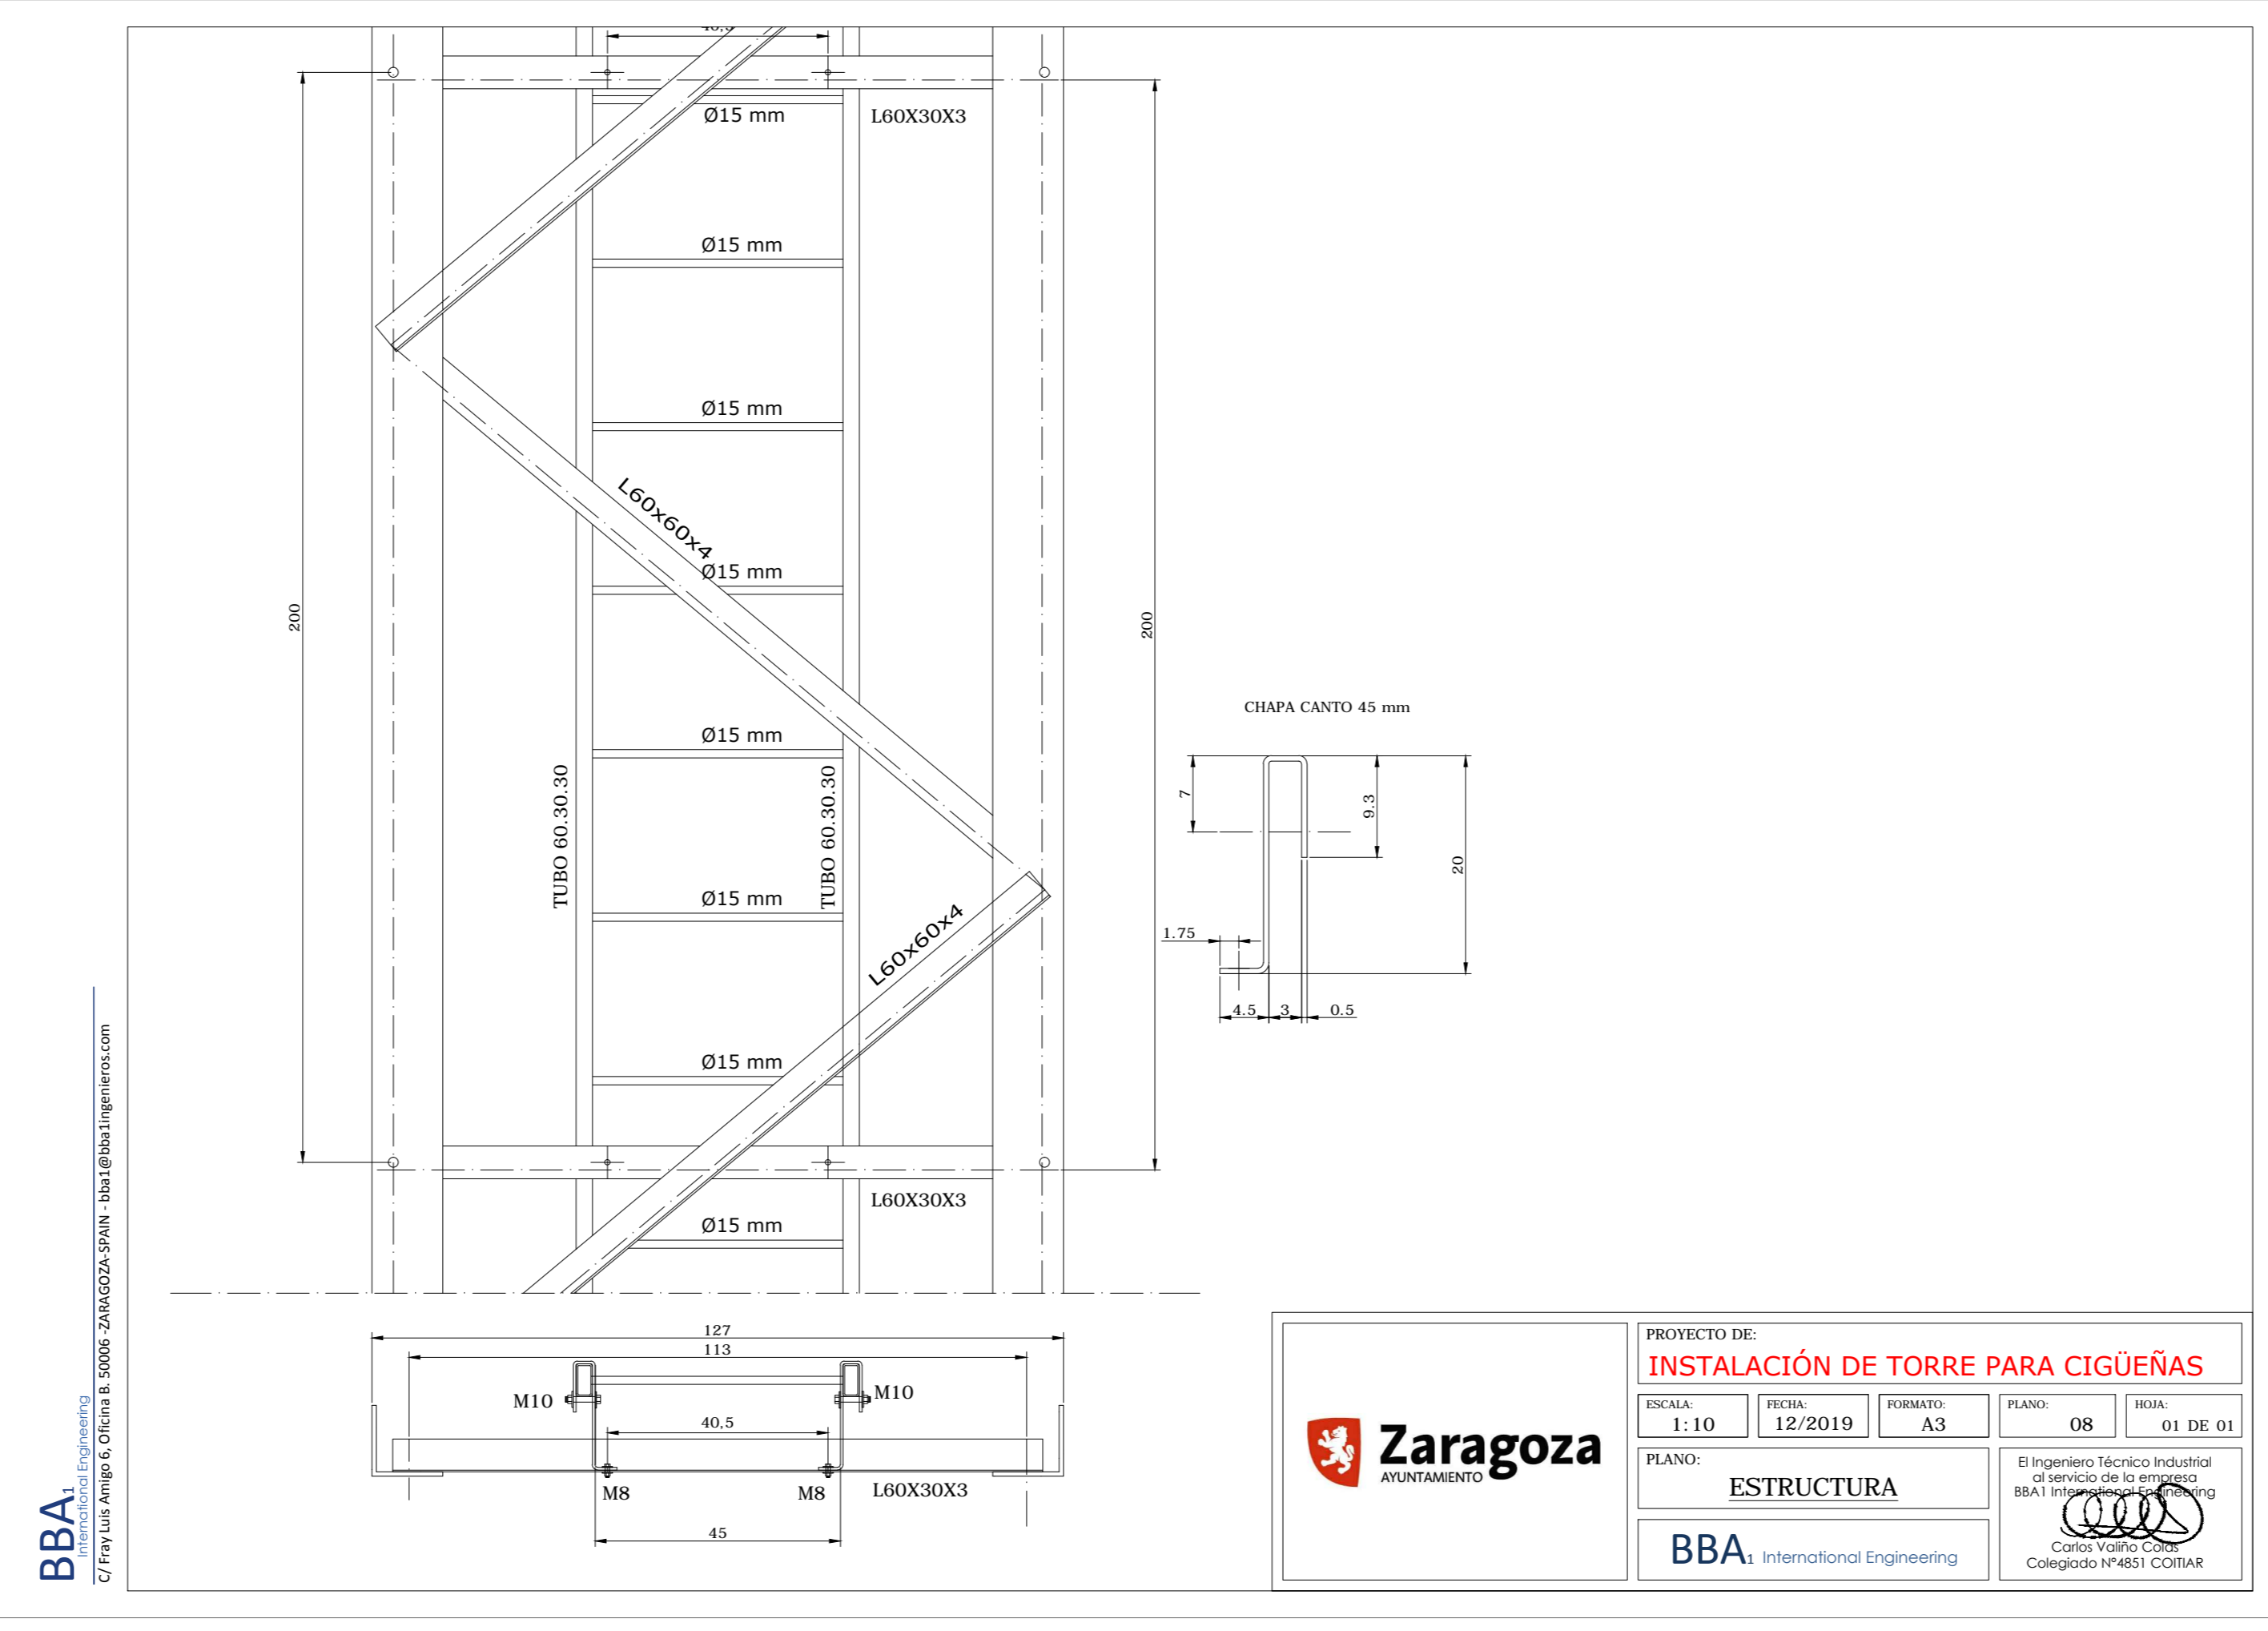 40,5
Ø15 mm
L60X30X3
Ø15 mm
Ø15 mm
L60x60x4
Ø15 mm
200
200
Ø15 mm
TUBO 60.30.30
TUBO 60.30.30
Ø15 mm
L60x60x4
Ø15 mm
L60X30X3
Ø15 mm
CHAPA CANTO 45 mm
7
9.3
20
1.75
4.5
3
0.5
127
113
M10
M10
40,5
M8
M8
L60X30X3
45
BBA1
International Engineering
C/ Fray Luis Amigo 6, Oficina B. 50006 -ZARAGOZA-SPAIN - bba1@bba1ingenieros.com
Zaragoza
AYUNTAMIENTO
PROYECTO DE:
INSTALACIÓN DE TORRE PARA CIGÜEÑAS
ESCALA:
1:10
FECHA:
12/2019
FORMATO:
A3
PLANO:
08
HOJA:
01 DE 01
PLANO:
ESTRUCTURA
BBA1 International Engineering
El Ingeniero Técnico Industrial
al servicio de la empresa
BBA1 International Engineering
Carlos Valiño Colás
Colegiado Nº4851 COITIAR